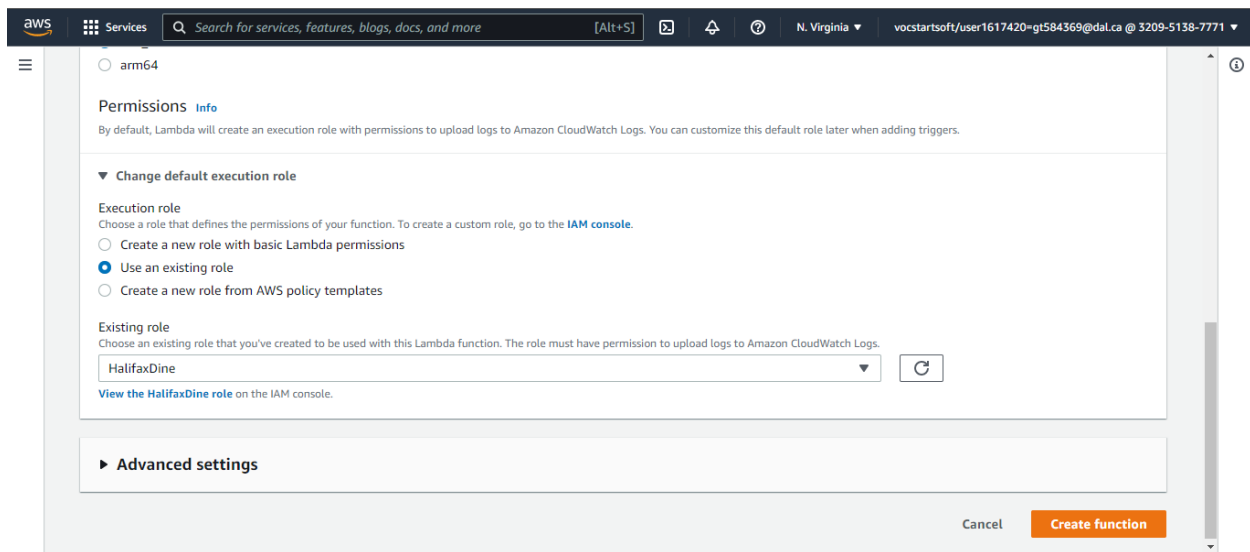 aws
Services
Search for services, features, blogs, docs, and more
[Alt+S]
N. Virginia ▼
vocstartsoft/user1617420=gt584369@dal.ca @ 3209-5138-7771 ▼
arm64
Permissions Info
By default, Lambda will create an execution role with permissions to upload logs to Amazon CloudWatch Logs. You can customize this default role later when adding triggers.
▼ Change default execution role
Execution role
Choose a role that defines the permissions of your function. To create a custom role, go to the IAM console.
Create a new role with basic Lambda permissions
Use an existing role
Create a new role from AWS policy templates
Existing role
Choose an existing role that you've created to be used with this Lambda function. The role must have permission to upload logs to Amazon CloudWatch Logs.
HalifaxDine
View the HalifaxDine role on the IAM console.
▶ Advanced settings
Cancel
Create function